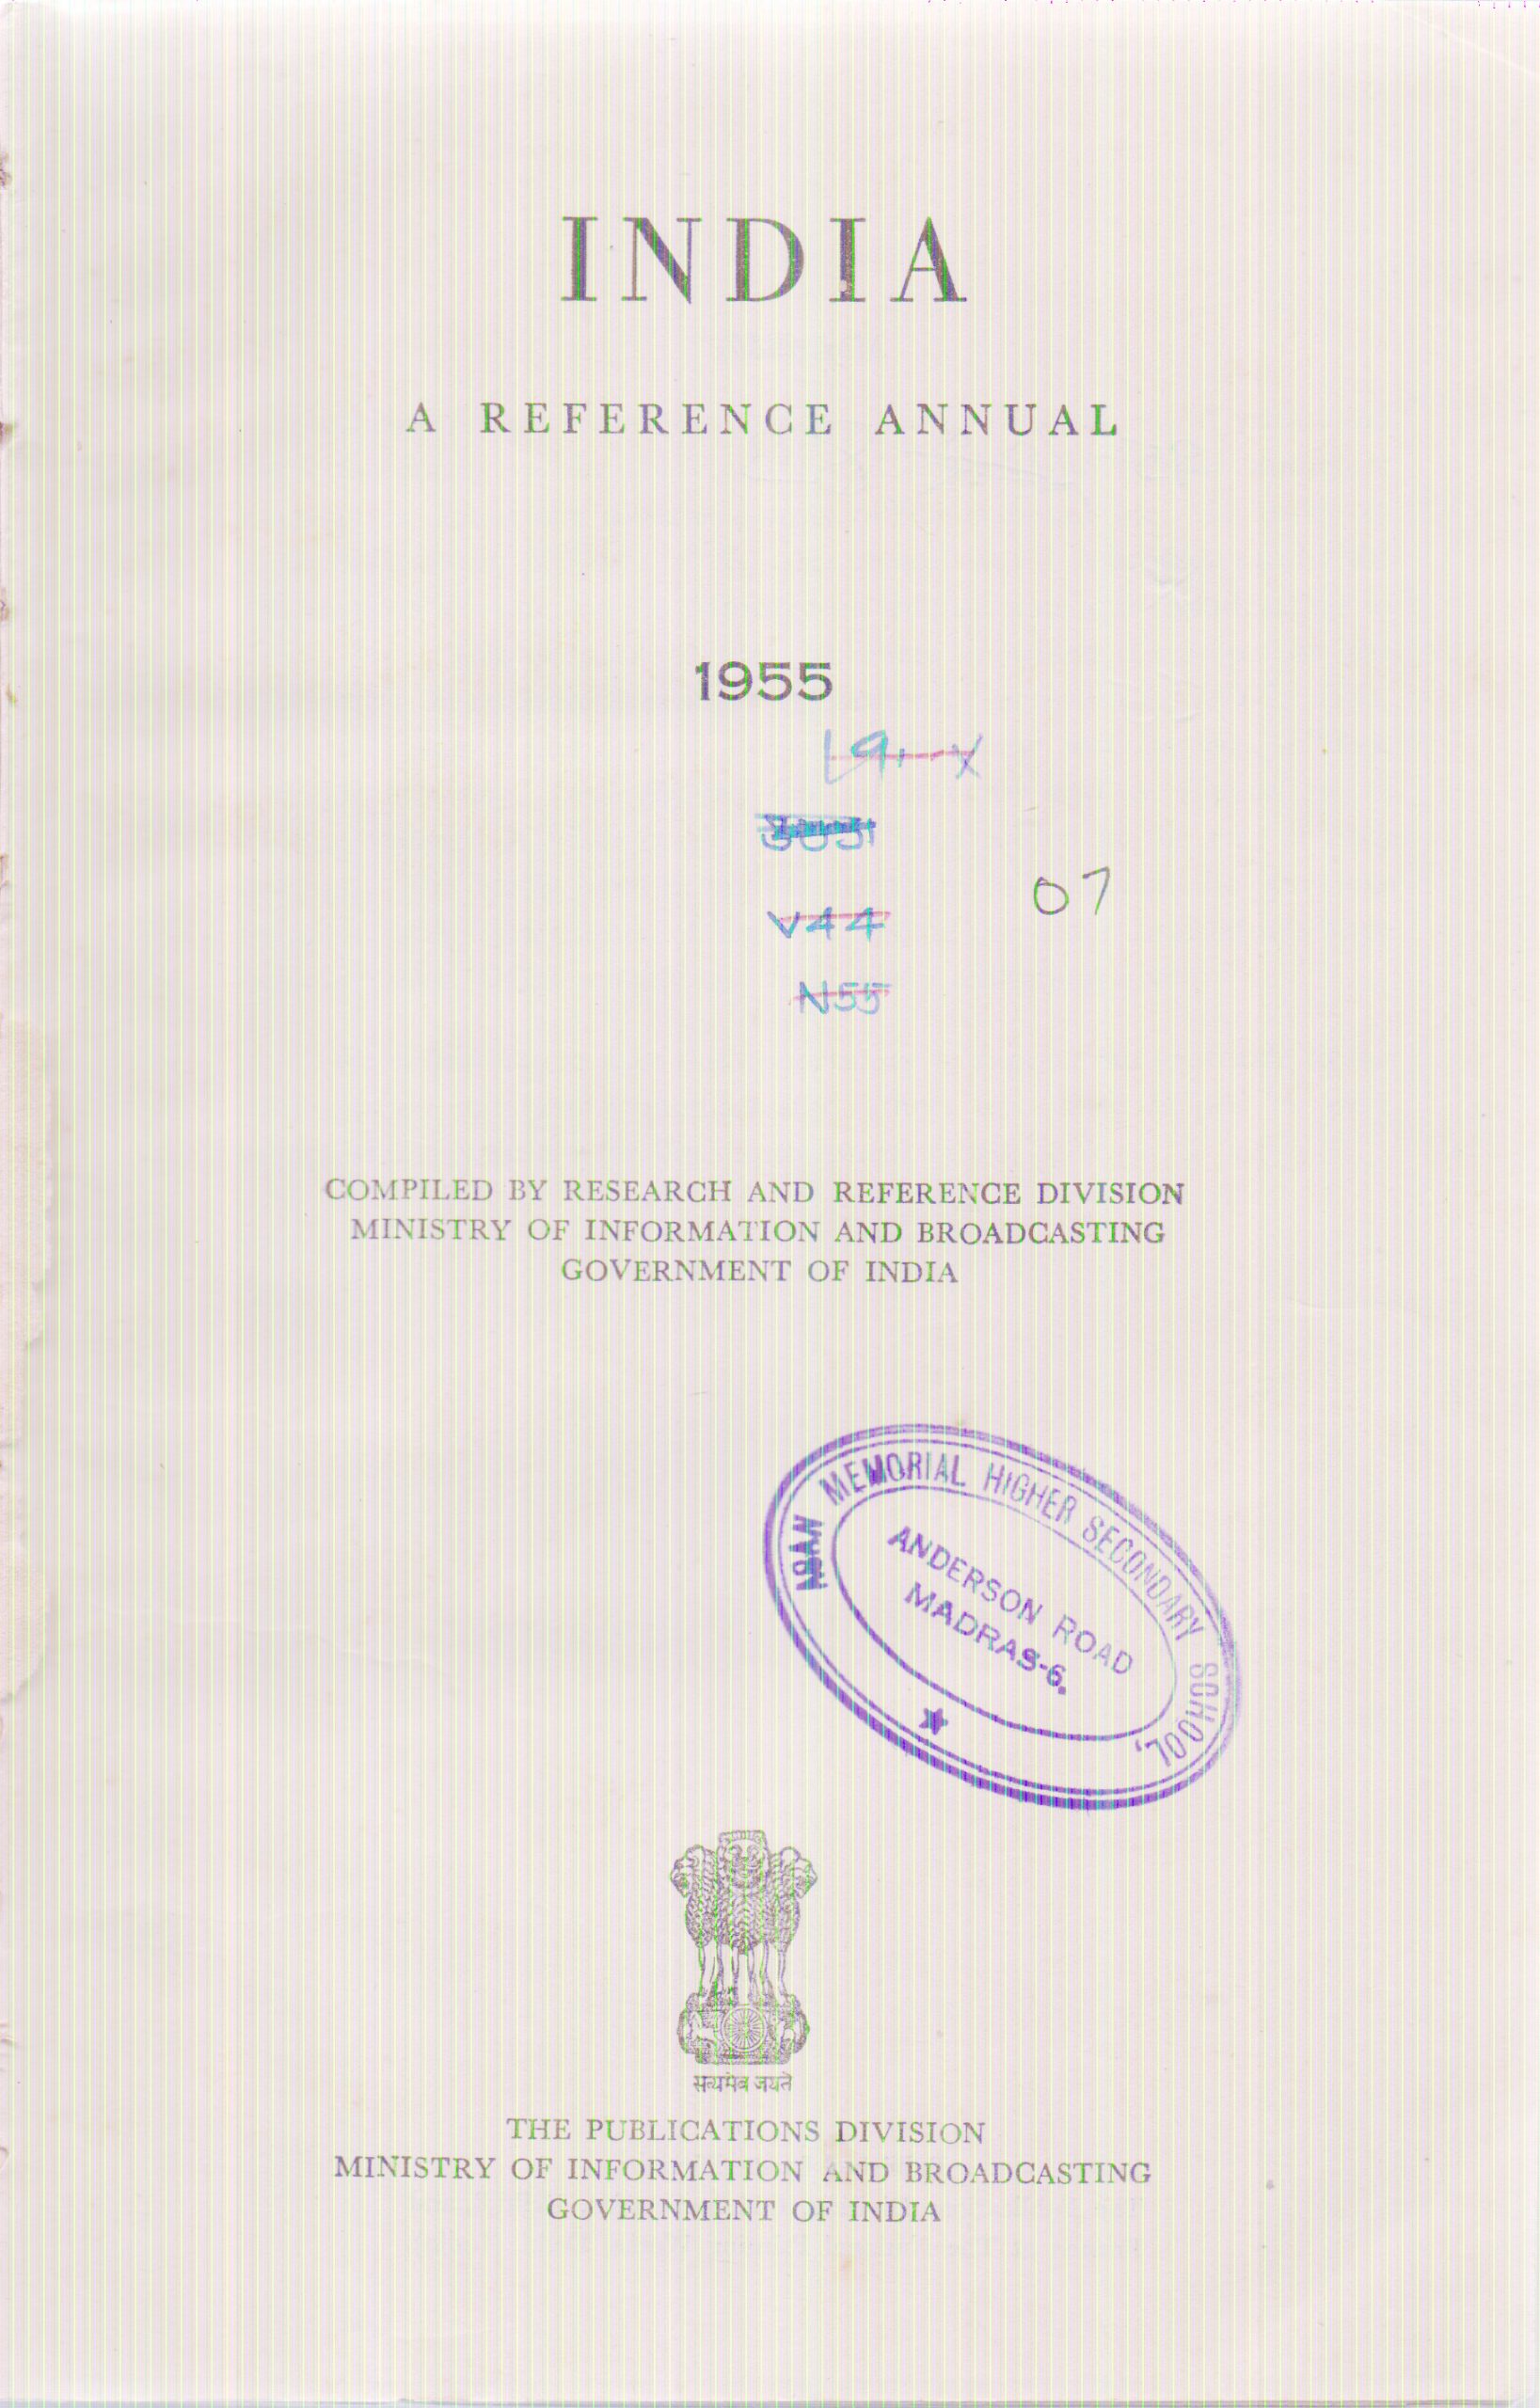 INDIA
A REFERENCE ANNUAL
1955
V44
07
N55
COMPILED BY RESEARCH AND REFERENCE DIVISION
MINISTRY OF INFORMATION AND BROADCASTING
GOVERNMENT OF INDIA
ASAN MEMORIAL HIGHER SECONDARY SCHOOL,
ANDERSON ROAD
MADRAS-6.
सत्यमेव जयते
THE PUBLICATIONS DIVISION
MINISTRY OF INFORMATION AND BROADCASTING
GOVERNMENT OF INDIA